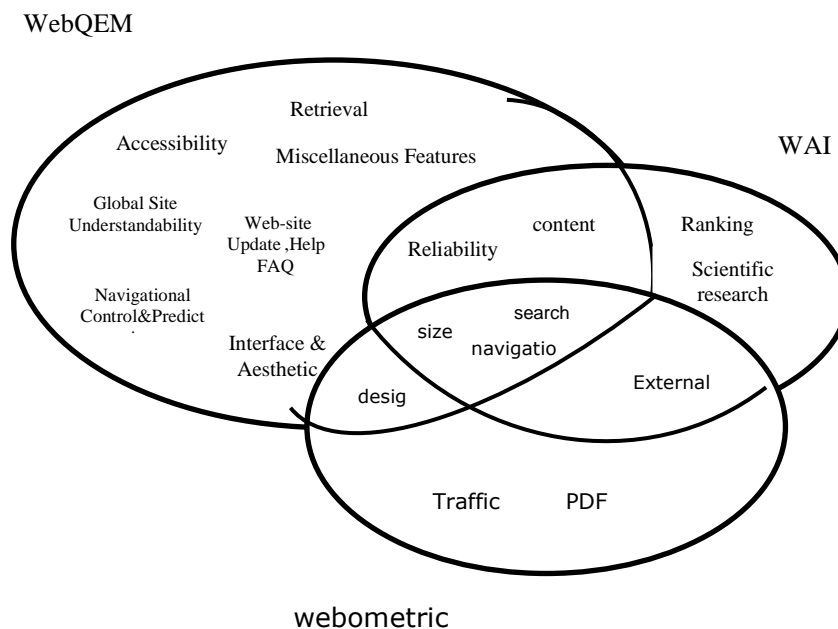 WebQEM
WAI
Retrieval
Accessibility
Miscellaneous Features
Global Site
Understandability
Web-site
Update ,Help
FAQ
Navigational
Control&Predict
Interface &
Aesthetic
Reliability
content
Ranking
Scientific
research
size
search
navigatio
desig
External
Traffic
PDF
webometric